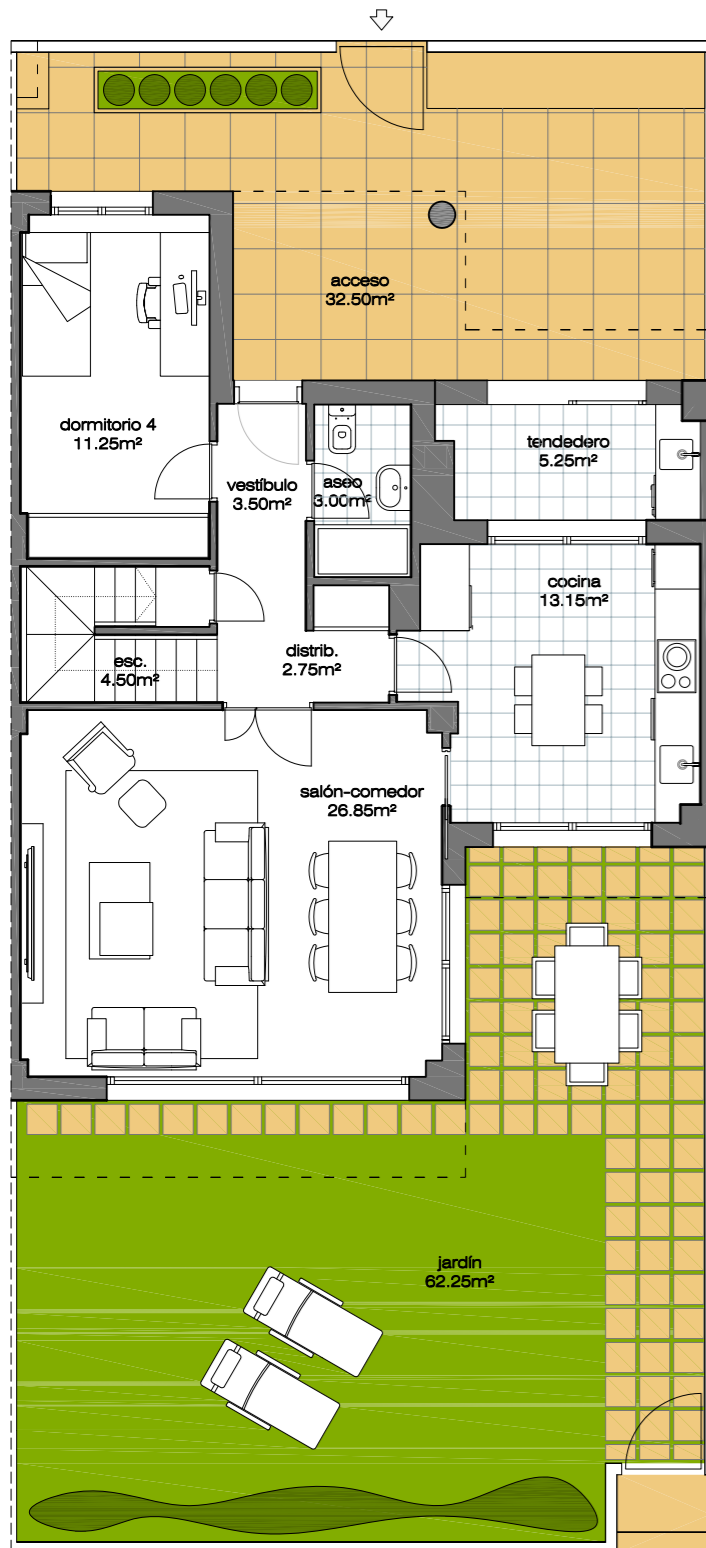 acceso
32.50m²
dormitorio 4
11.25m²
tendedero
5.25m²
vestíbulo
3.50m²
aseo
3.00m²
cocina
13.15m²
distrib.
2.75m²
esc.
4.50m²
salón-comedor
26.85m²
jardín
62.25m²